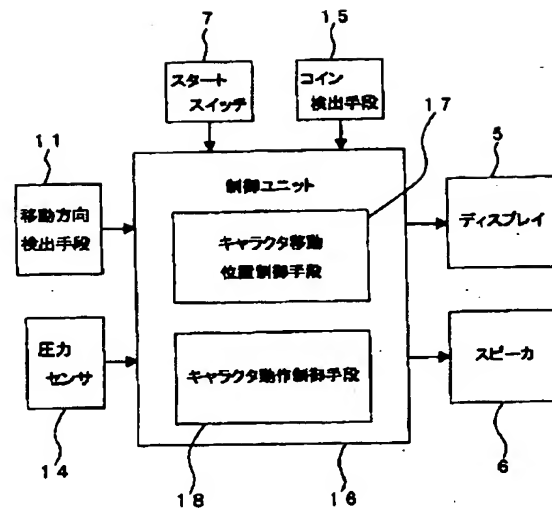 7
15
スタート
スイッチ
コイン
検出手段
17
11
5
制御ユニット
移動方向
検出手段
キャラクタ移動
位置制御手段
ディスプレイ
圧力
センサ
キャラクタ動作制御手段
スピーカ
14
18
16
6